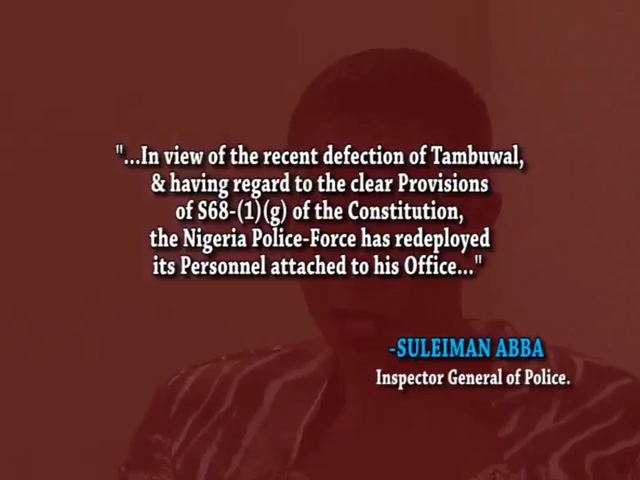 "...In view of the recent defection of Tambuwal,
& having regard to the clear Provisions
of S68-(1)(g) of the Constitution,
the Nigeria Police-Force has redeployed
its Personnel attached to his Office..."
-SULEIMAN ABBA
Inspector General of Police.